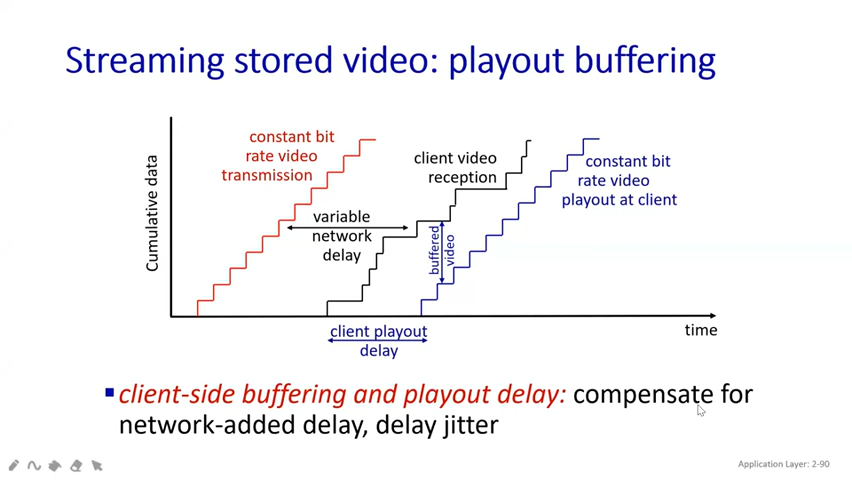 Streaming stored video: playout buffering
Cumulative data
constant bit
rate video
transmission
variable
network
delay
client video
reception
buffered
video
constant bit
rate video
playout at client
client playout
delay
time
client-side buffering and playout delay: compensate for
network-added delay, delay jitter
Application Layer: 2-90